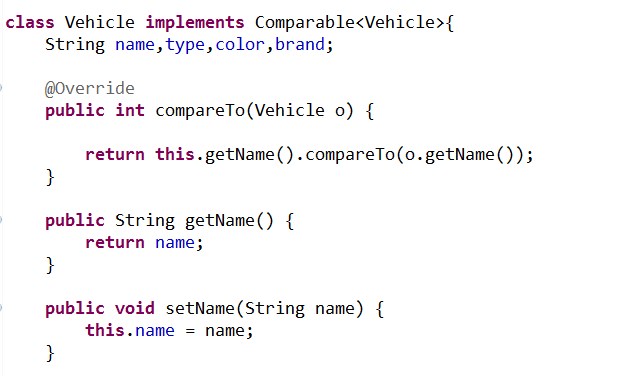 class Vehicle implements Comparable<Vehicle>{
    String name,type,color,brand;

    @Override
    public int compareTo(Vehicle o) {

        return this.getName().compareTo(o.getName());
    }

    public String getName() {
        return name;
    }

    public void setName(String name) {
        this.name = name;
    }